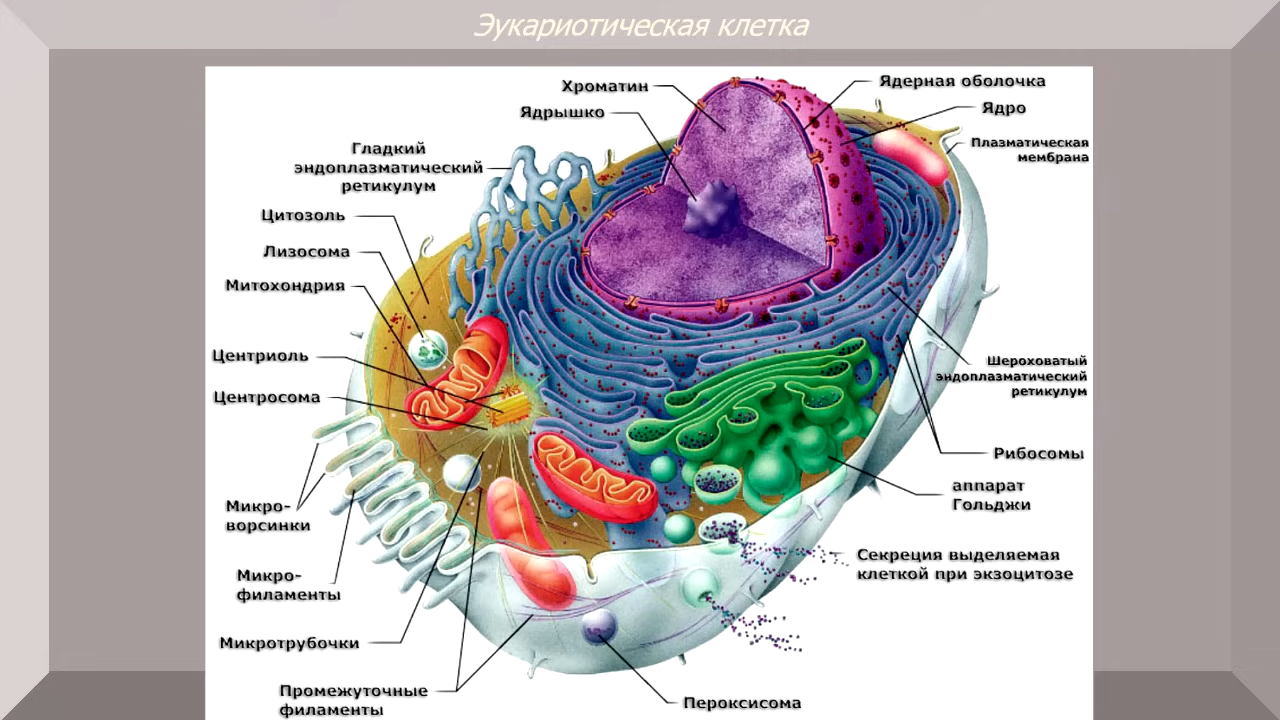 Эукариотическая клетка
Хроматин
Ядрышко
Гладкий
эндоплазматический
ретикулум
Цитозоль
Лизосома
Митохондрия
Центриоль
Центросома
Микро-
ворсинки
Микро-
филаменты
Микротрубочки
Промежуточные
филаменты
Ядерная оболочка
Ядро
Плазматическая
мембрана
Шероховатый
эндоплазматический
ретикулум
Рибосомы
аппарат
Гольджи
Секреция выделяемая
клеткой при экзоцитозе
Пероксисома